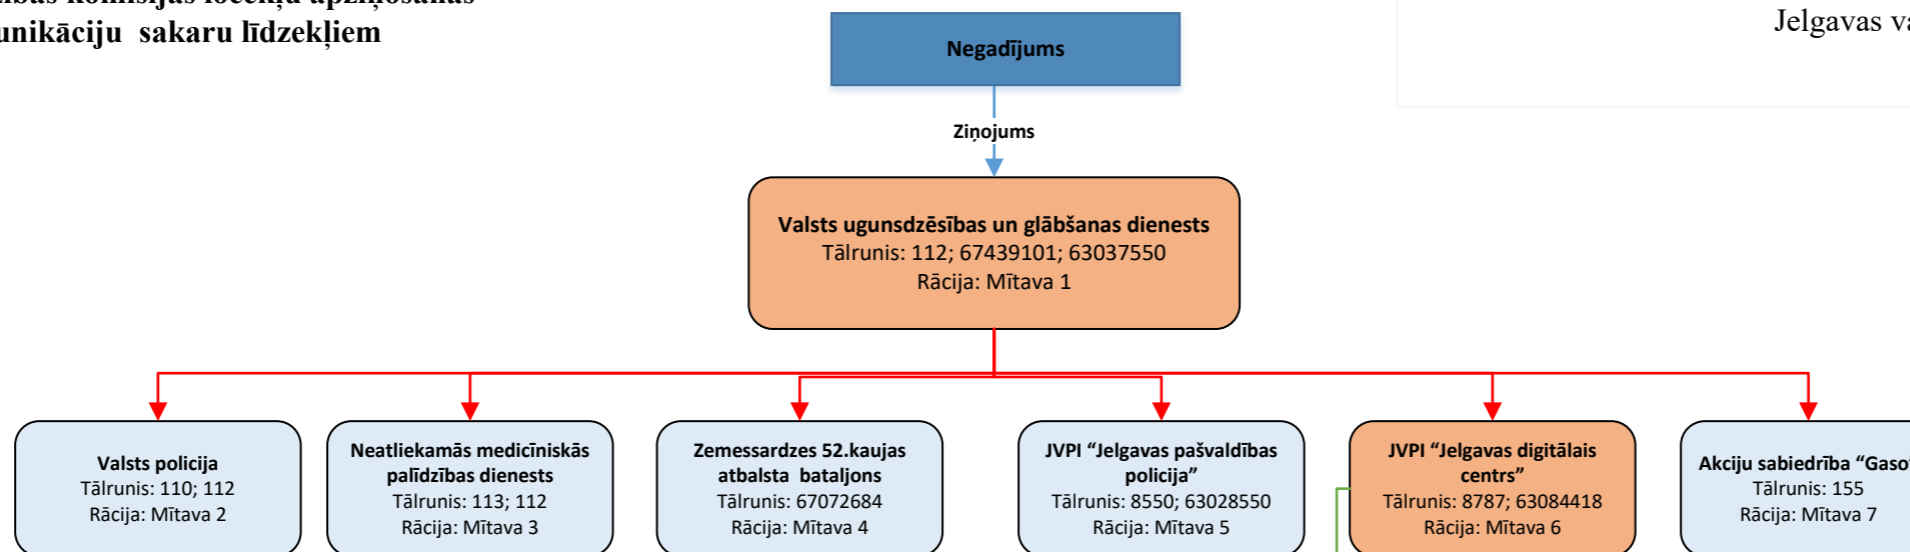 unikāciju sakaru līdzekļiem
Jelgavas
Negadījums
Ziņojums
Valsts ugunsdzēsības un glābšanas dienests
Tālrunis: 112; 67439101; 63037550
Rācija: Mītava 1
Valsts policija
Tālrunis: 110; 112
Rācija: Mītava 2
Neatliekamās medicīniskās
palīdzības dienests
Tālrunis: 113; 112
Rācija: Mītava 3
Zemessardzes 52.kaujas
atbalsta bataljons
Tālrunis: 67072684
Rācija: Mītava 4
JVPI “Jelgavas pašvaldības
policija”
Tālrunis: 8550; 63028550
Rācija: Mītava 5
JVPI “Jelgavas digitālais
centrs”
Tālrunis: 8787; 63084418
Rācija: Mītava 6
Akciju sabiedrība “Gaso”
Tālrunis: 155
Rācija: Mītava 7